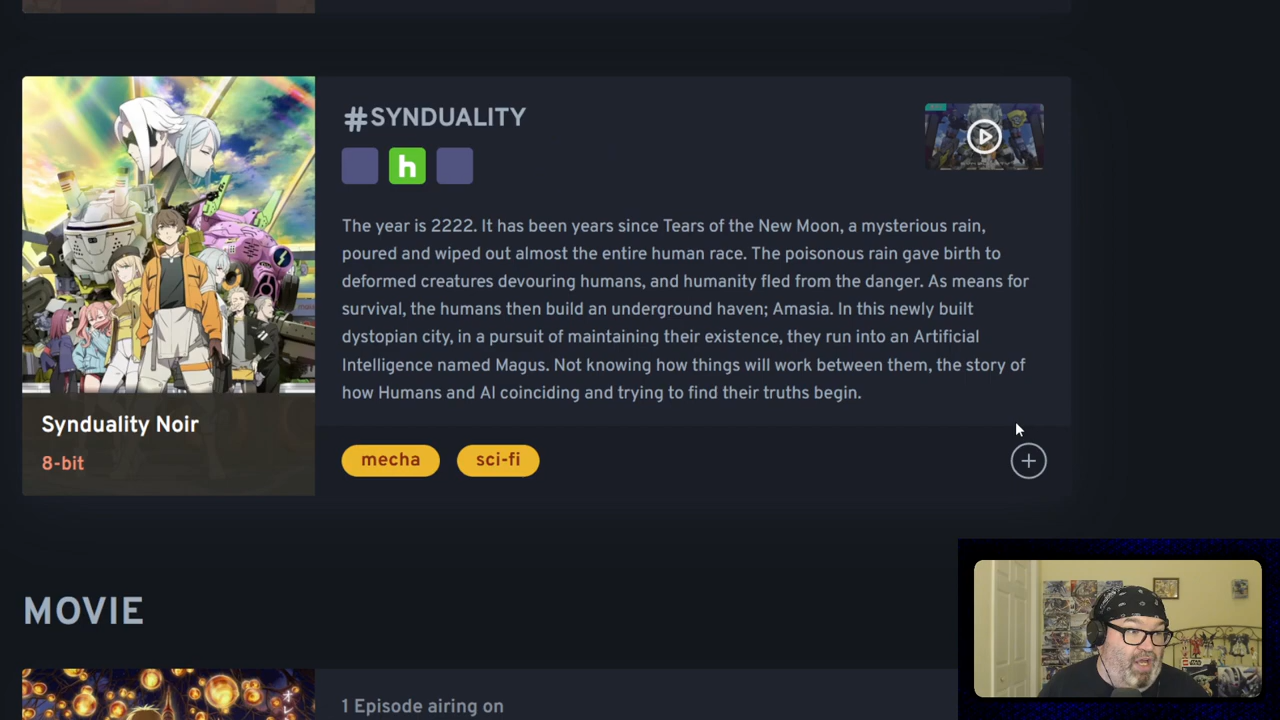 #SYNDUALITY
h
The year is 2222. It has been years since Tears of the New Moon, a mysterious rain,
poured and wiped out almost the entire human race. The poisonous rain gave birth to
deformed creatures devouring humans, and humanity fled from the danger. As means for
survival, the humans then build an underground haven; Amasia. In this newly built
dystopian city, in a pursuit of maintaining their existence, they run into an Artificial
Intelligence named Magus. Not knowing how things will work between them, the story of
how Humans and AI coinciding and trying to find their truths begin.
Synduality Noir
8-bit
mecha
sci-fi
MOVIE
1 Episode airing on